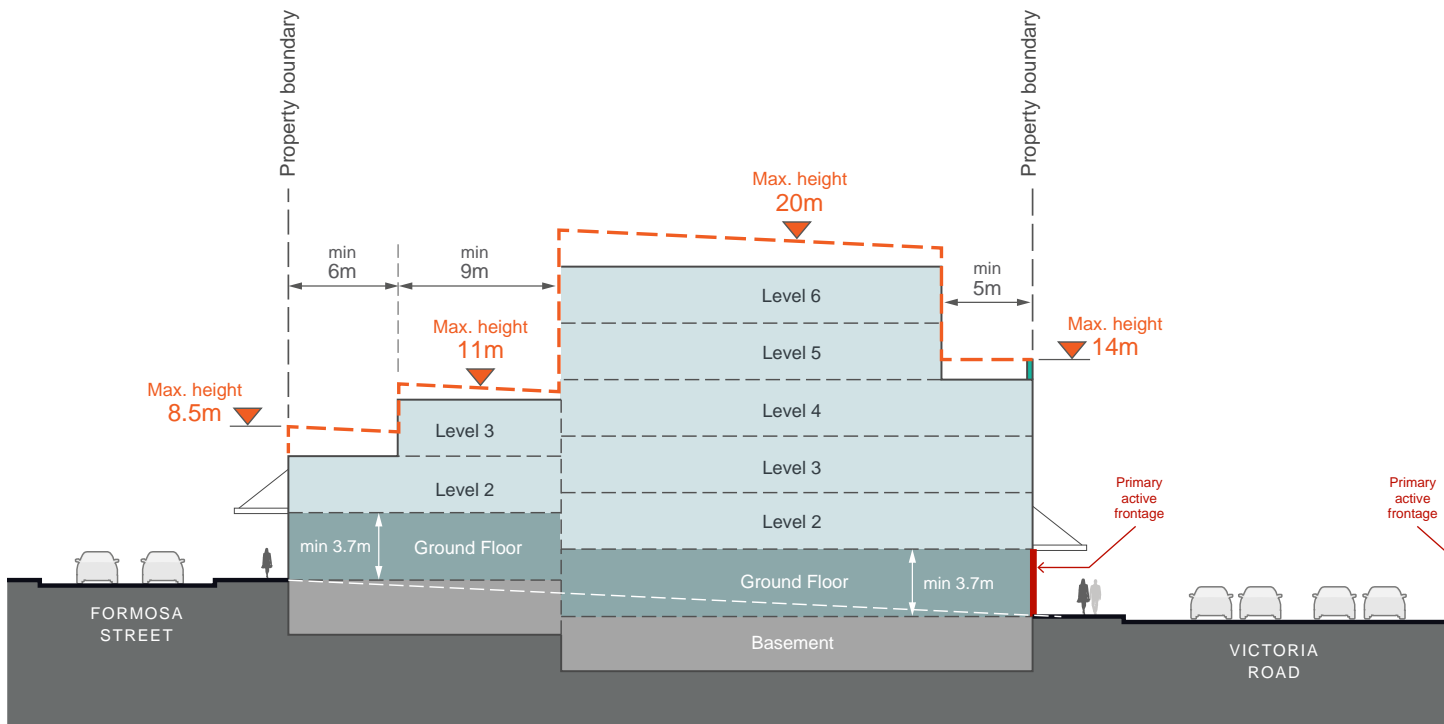 Property boundary
Property boundary
Max. height
20m
min
6m
min
9m
min
5m
Max. height
11m
Max. height
14m
Max. height
8.5m
Level 6
Level 5
Level 4
Level 3
Level 2
Level 3
Level 2
Primary
active
frontage
Primary
active
frontage
min 3.7m
Ground Floor
Ground Floor
min 3.7m
Basement
FORMOSA
STREET
VICTORIA
ROAD